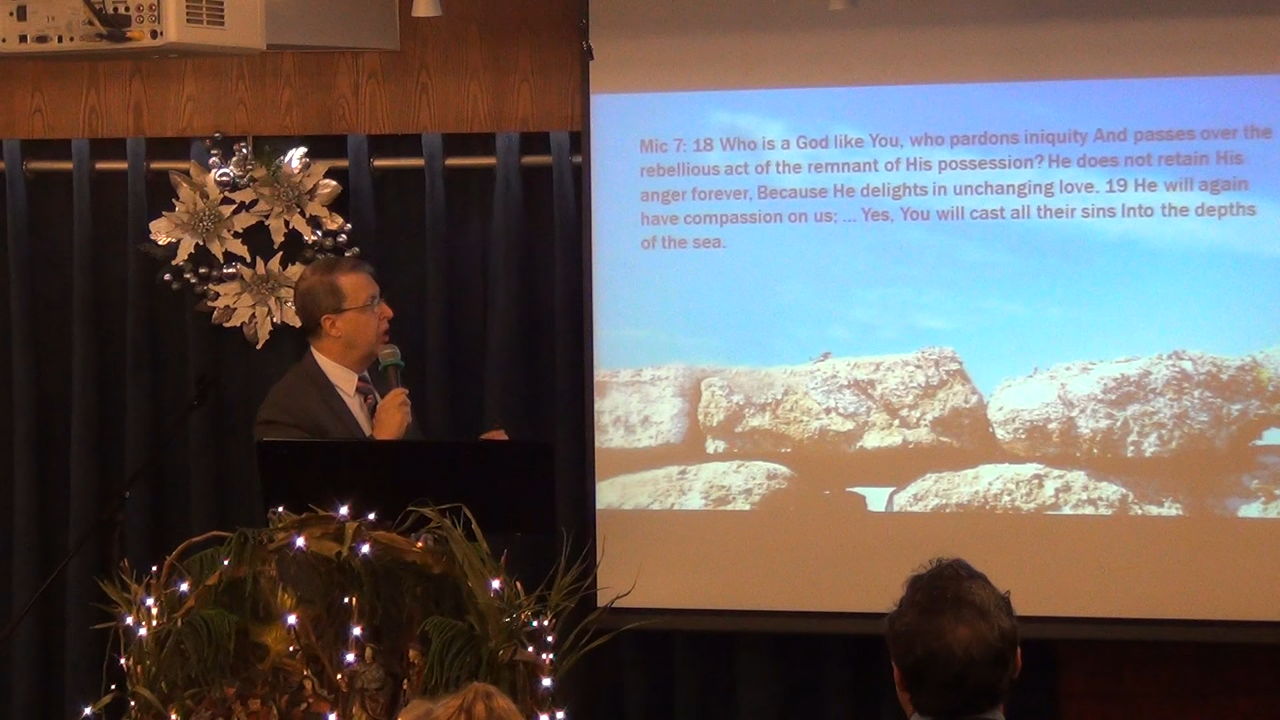 Mic 7: 18 Who is a God like You, who pardons iniquity And passes over the
rebellious act of the remnant of His possession? He does not retain His
anger forever, Because He delights in unchanging love. 19 He will again
have compassion on us; ... Yes, You will cast all their sins Into the depths
of the sea.